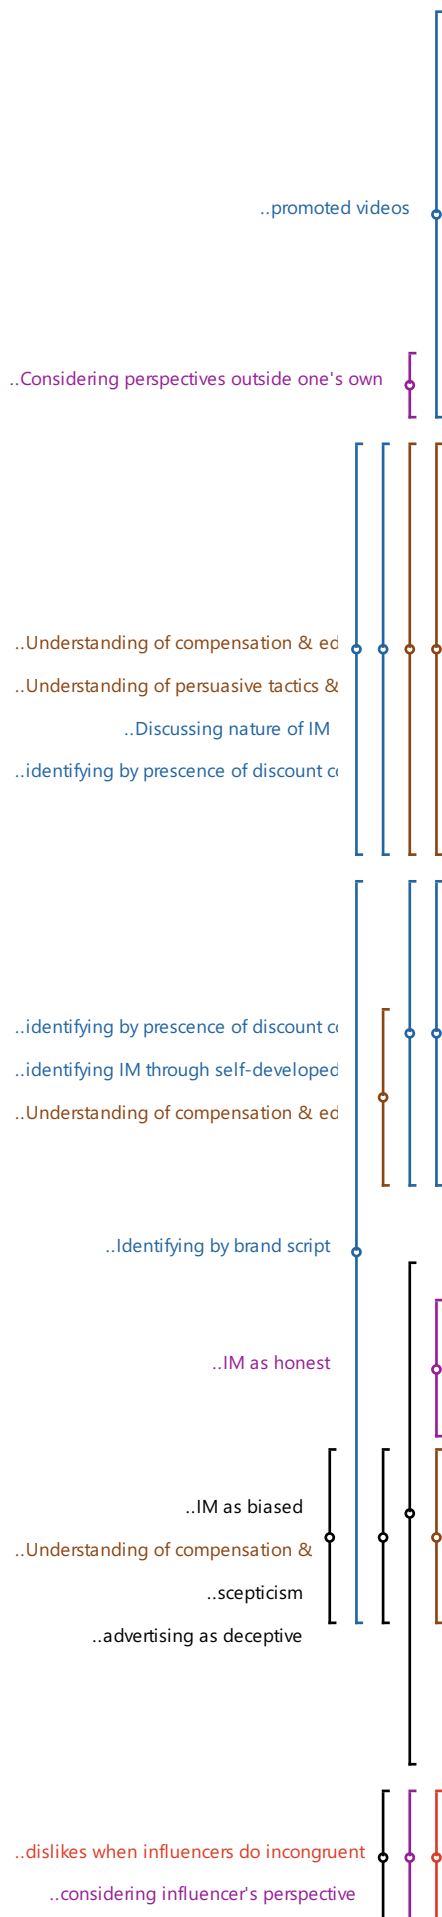 ..promoted videos
..Considering perspectives outside one's own
..Understanding of compensation & ed
..Understanding of persuasive tactics &
..Discussing nature of IM
..identifying by prescence of discount co
..identifying by prescence of discount co
..identifying IM through self-developed
..Understanding of compensation & ed
..Identifying by brand script
..IM as honest
..IM as biased
..Understanding of compensation &
..scepticism
..advertising as deceptive
..dislikes when influencers do incongruent
..considering influencer's perspective